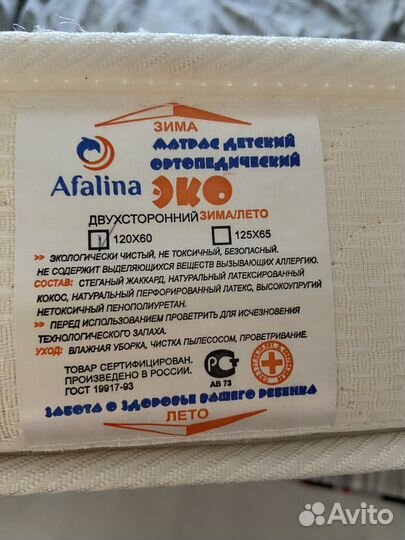 ЗИМА
МАТРАС ДЕТСКИЙ
ОРТОПЕДИЧЕСКИЙ
Afalina
ЭКО
ДВУХСТОРОННИЙ ЗИМА/ЛЕТО
120X60 125X65
>> ЭКОЛОГИЧЕСКИ ЧИСТЫЙ, НЕ ТОКСИЧНЫЙ, БЕЗОПАСНЫЙ.
НЕ СОДЕРЖИТ ВЫДЕЛЯЮЩИХСЯ ВЕЩЕСТВ ВЫЗЫВАЮЩИХ АЛЛЕРГИЮ.
СОСТАВ: СТЕГАНЫЙ ЖАККАРД, НАТУРАЛЬНЫЙ ЛАТЕКСИРОВАННЫЙ
КОКОС, НАТУРАЛЬНЫЙ ПЕРФОРИРОВАННЫЙ ЛАТЕКС, ВЫСОКОУПРУГИЙ
НЕТОКСИЧНЫЙ ПЕНОПОЛИУРЕТАН.
>> ПЕРЕД ИСПОЛЬЗОВАНИЕМ ПРОВЕТРИТЬ ДЛЯ ИСЧЕЗНОВЕНИЯ
ТЕХНОЛОГИЧЕСКОГО ЗАПАХА.
УХОД: ВЛАЖНАЯ УБОРКА, ЧИСТКА ПЫЛЕСОСОМ, ПРОВЕТРИВАНИЕ.
ТОВАР СЕРТИФИЦИРОВАН.
ПРОИЗВЕДЕНО В РОССИИ.
ГОСТ 19917-93
АВ 73
ЗАБОТА О ЗДОРОВЬЕ ВАШЕГО РЕБЕНКА
ЛЕТО
Avito